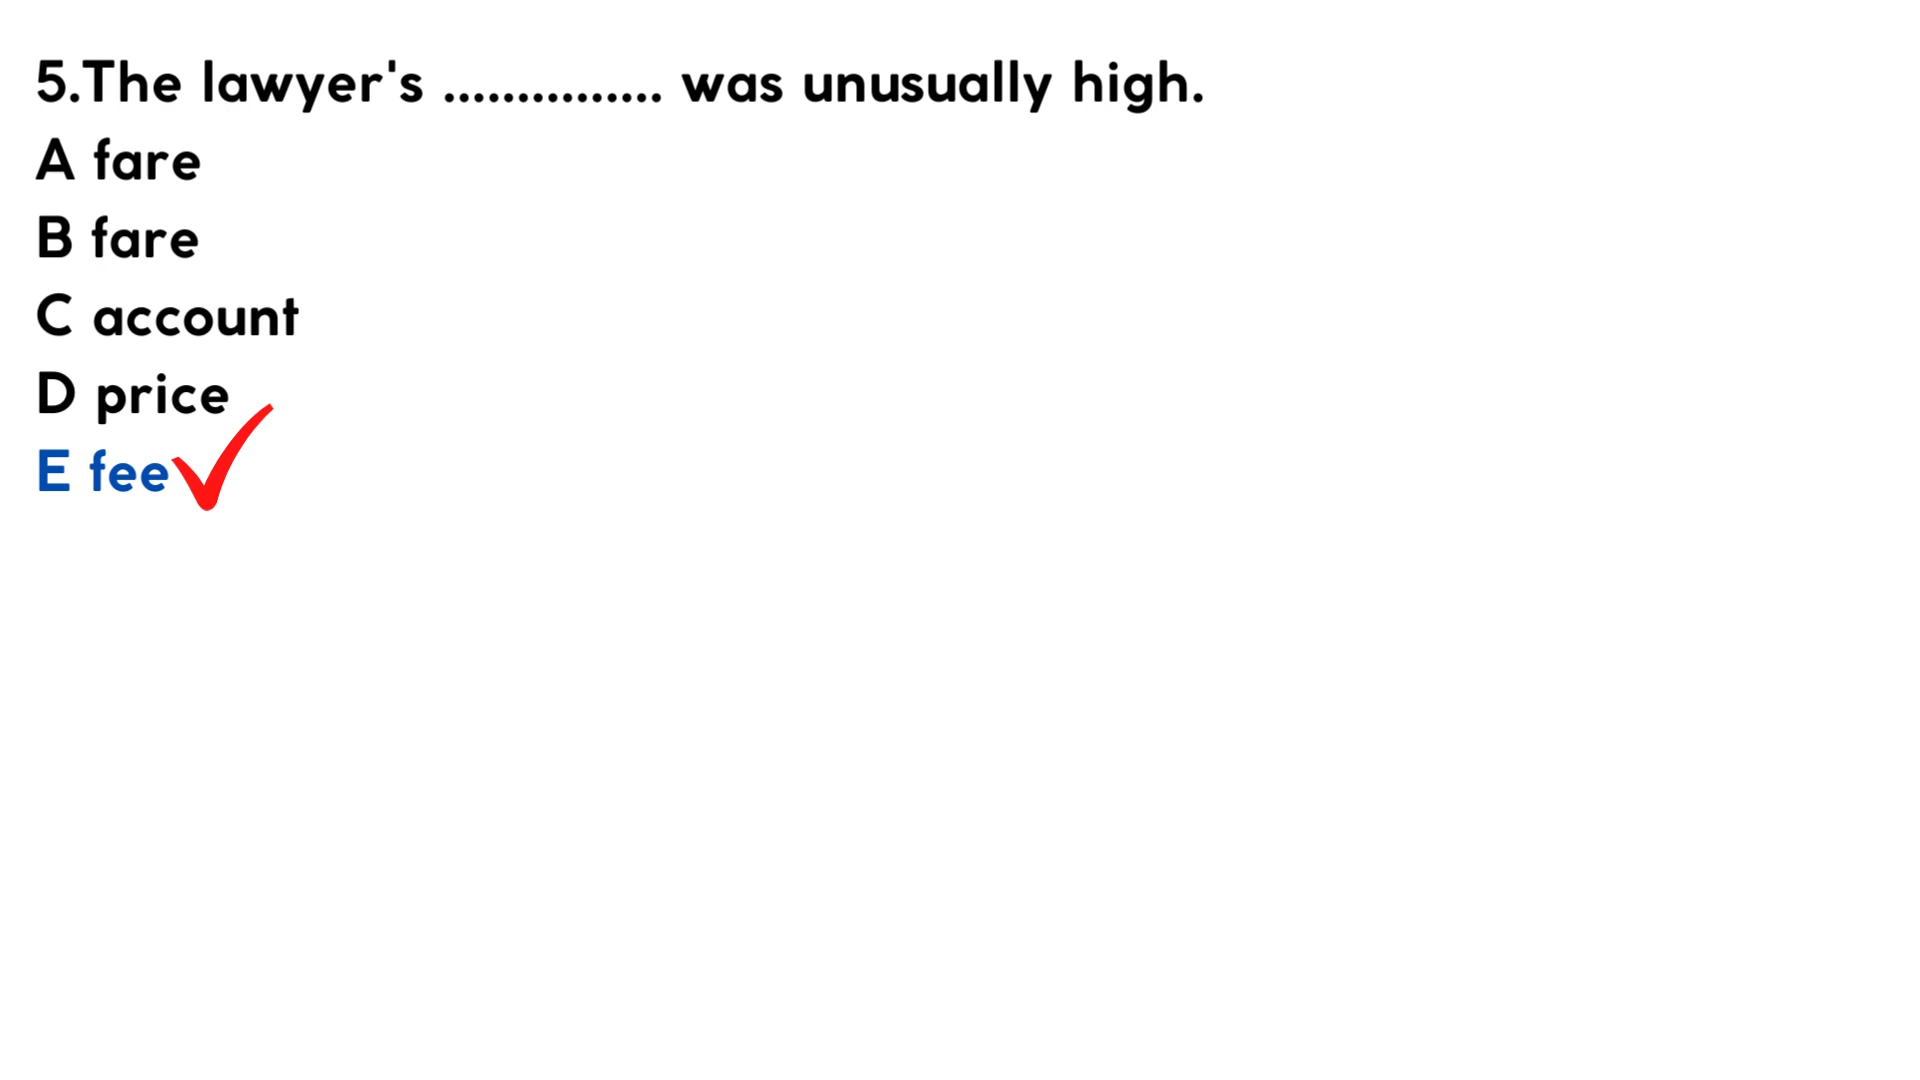 5.The lawyer's ............... was unusually high.
A fare
B fare
C account
D price
E fee